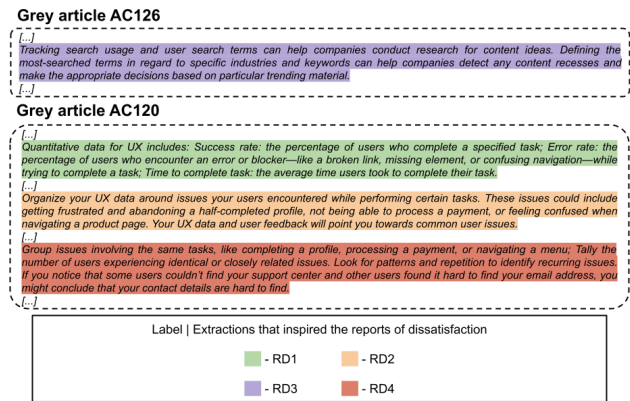 Grey article AC126
[...]
Tracking search usage and user search terms can help companies conduct research for content ideas. Defining the
most-searched terms in regard to specific industries and keywords can help companies detect any content recesses and
make the appropriate decisions based on particular trending material.
[...]
Grey article AC120
[...]
Quantitative data for UX includes: Success rate: the percentage of users who complete a specified task; Error rate: the
percentage of users who encounter an error or blocker—like a broken link, missing element, or confusing navigation—while
trying to complete a task; Time to complete task: the average time users took to complete their task.
[...]
Organize your UX data around issues your users encountered while performing certain tasks. These issues could include
getting frustrated and abandoning a half-completed profile, not being able to process a payment, or feeling confused when
navigating a product page. Your UX data and user feedback will point you towards common user issues.
[...]
Group issues involving the same tasks, like completing a profile, processing a payment, or navigating a menu; Tally the
number of users experiencing identical or closely related issues. Look for patterns and repetition to identify recurring issues.
If you notice that some users couldn't find your support center and other users found it hard to find your email address, you
might conclude that your contact details are hard to find.
[...]
Label | Extractions that inspired the reports of dissatisfaction
- RD1
- RD2
- RD3
- RD4